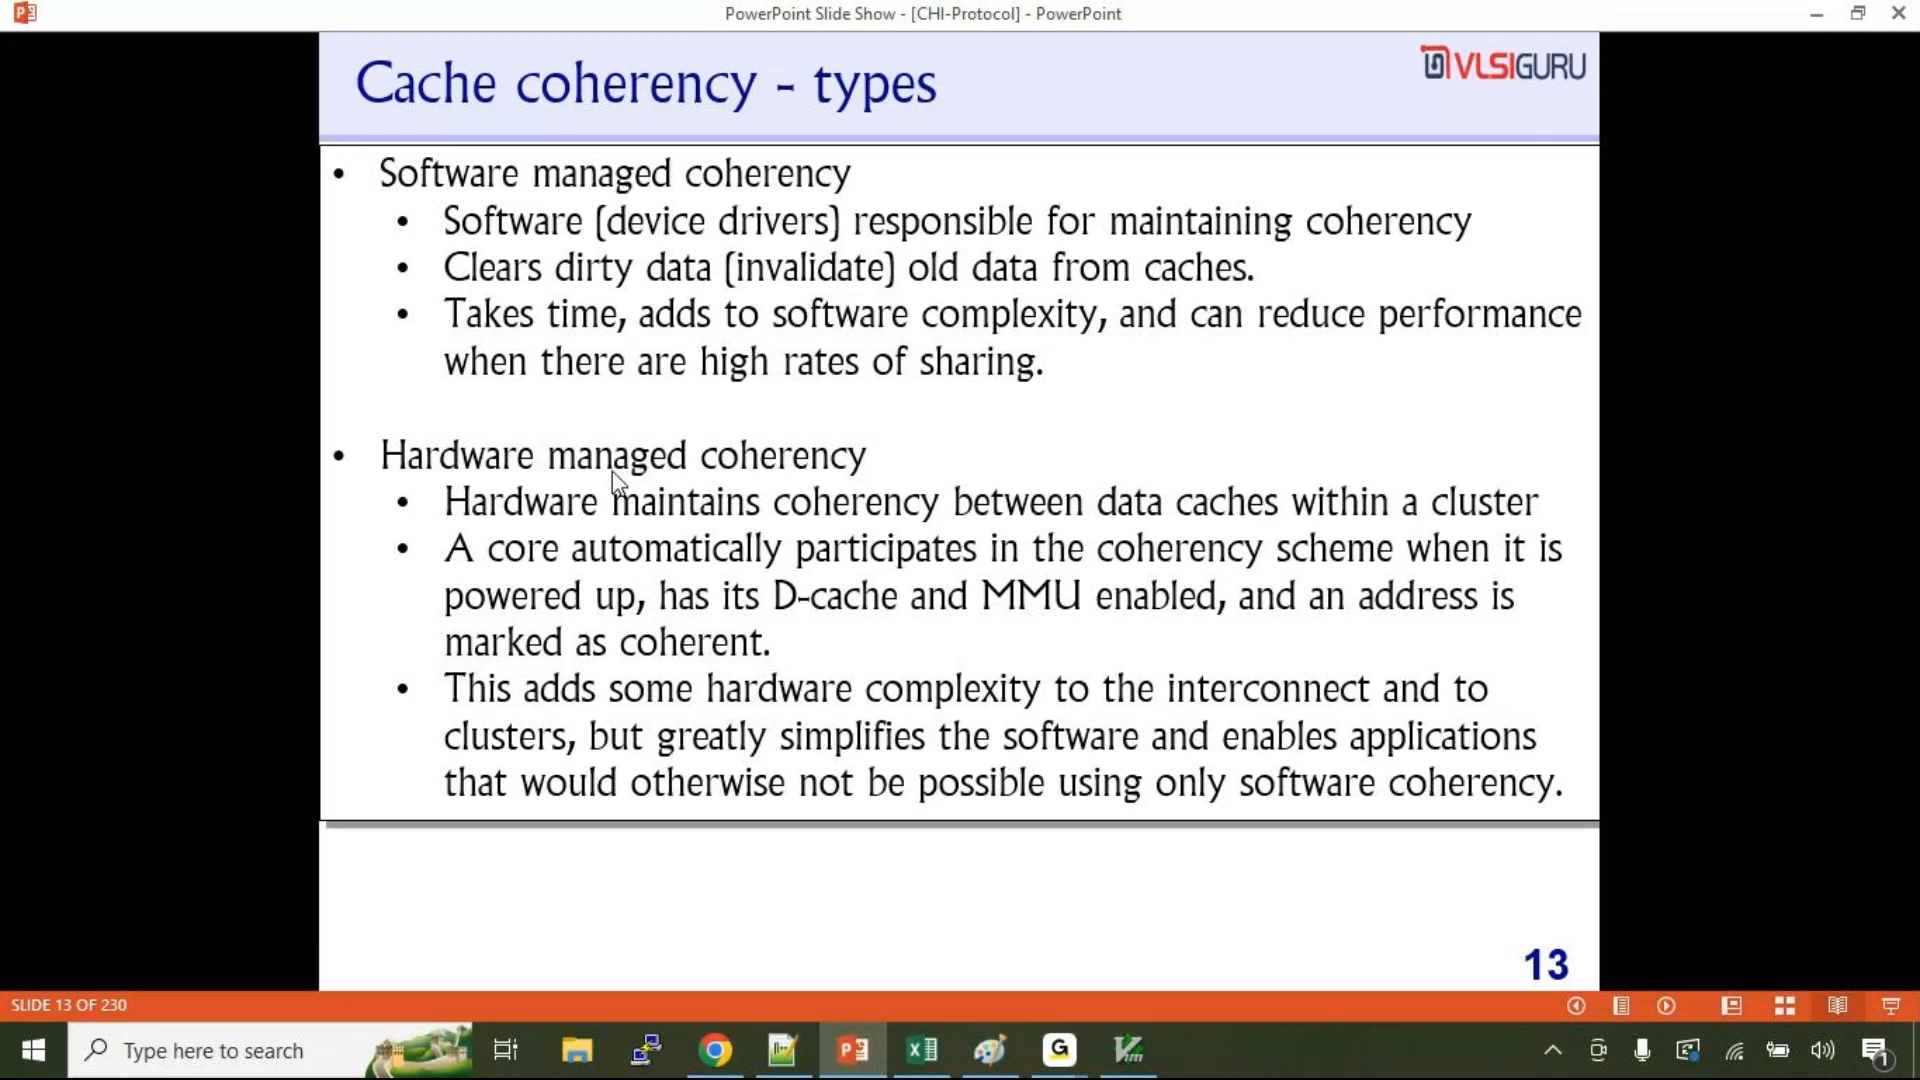 PowerPoint Slide Show - [CHI-Protocol] - PowerPoint
Cache coherency - types
VLSIGURU
• Software managed coherency
• Software (device drivers) responsible for maintaining coherency
• Clears dirty data (invalidate) old data from caches.
• Takes time, adds to software complexity, and can reduce performance
when there are high rates of sharing.
• Hardware managed coherency
• Hardware maintains coherency between data caches within a cluster
• A core automatically participates in the coherency scheme when it is
powered up, has its D-cache and MMU enabled, and an address is
marked as coherent.
• This adds some hardware complexity to the interconnect and to
clusters, but greatly simplifies the software and enables applications
that would otherwise not be possible using only software coherency.
13
SLIDE 13 OF 230
Type here to search
G
1